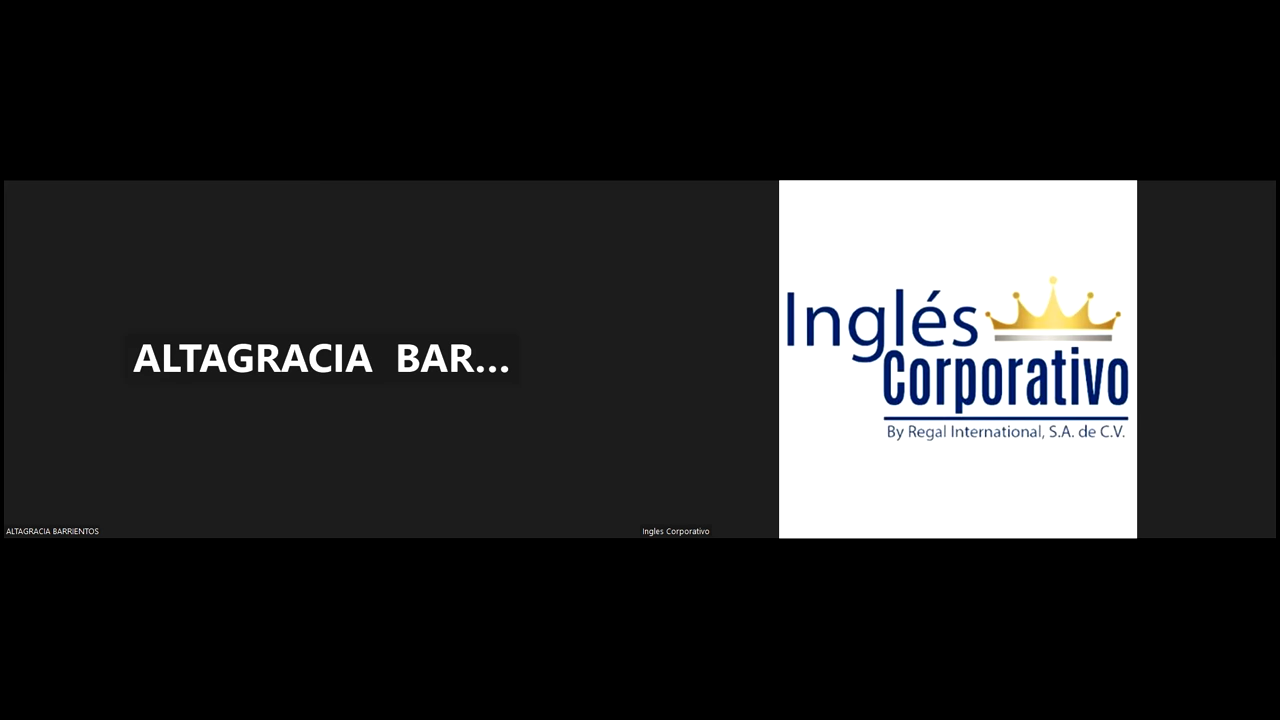 ALTAGRACIA BAR...
Inglés
Corporativo
By Regal International, S.A. de C.V.
ALTAGRACIA BARRIENTOS
Ingles Corporativo